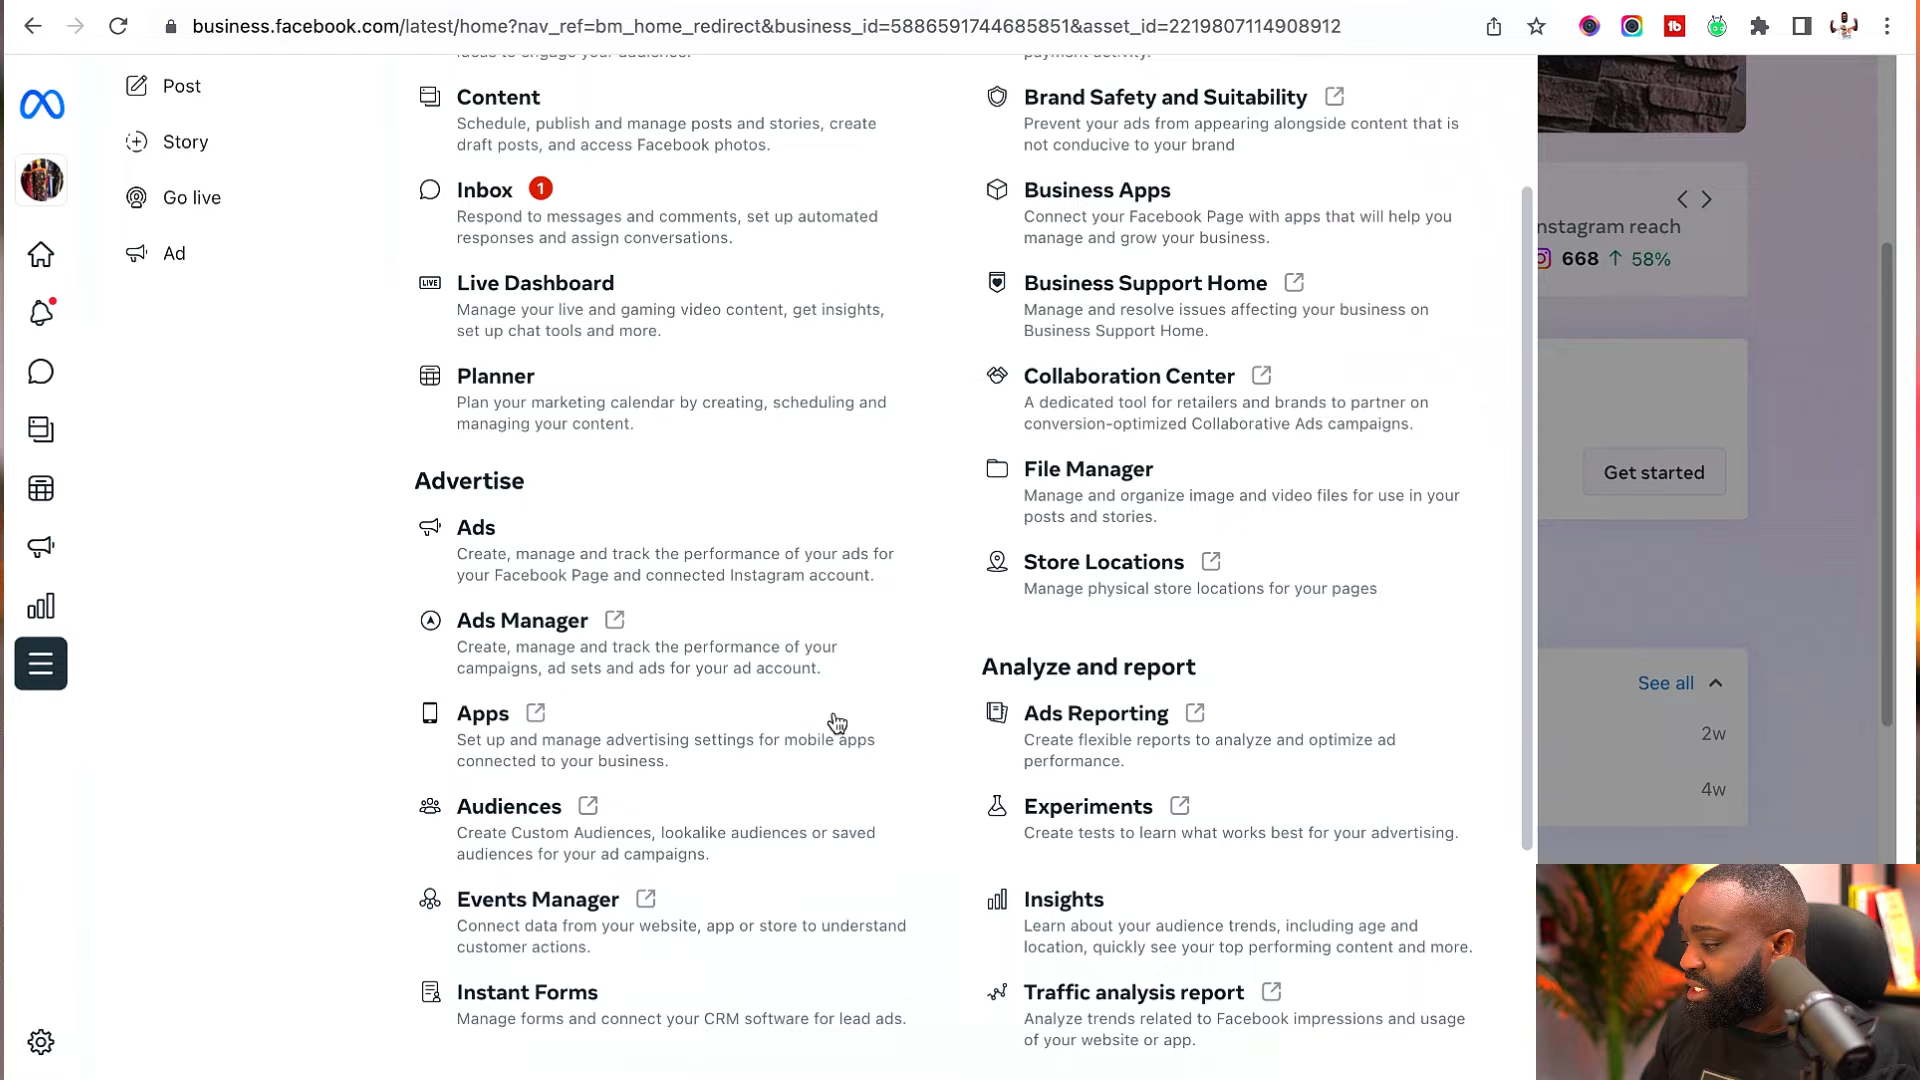 business.facebook.com/latest/home?nav_ref=bm_home_redirect&business_id=5886591744685851&asset_id=2219807114908912
tb
Post
Story
Go live
Ad
ideas to engage your audience.
Content
Schedule, publish and manage posts and stories, create
draft posts, and access Facebook photos.
Inbox 1
Respond to messages and comments, set up automated
responses and assign conversations.
LIVE Live Dashboard
Manage your live and gaming video content, get insights,
set up chat tools and more.
Planner
Plan your marketing calendar by creating, scheduling and
managing your content.
Advertise
Ads
Create, manage and track the performance of your ads for
your Facebook Page and connected Instagram account.
Ads Manager
Create, manage and track the performance of your
campaigns, ad sets and ads for your ad account.
Apps
Set up and manage advertising settings for mobile apps
connected to your business.
Audiences
Create Custom Audiences, lookalike audiences or saved
audiences for your ad campaigns.
Events Manager
Connect data from your website, app or store to understand
customer actions.
Instant Forms
Manage forms and connect your CRM software for lead ads.
payment activity.
Brand Safety and Suitability
Prevent your ads from appearing alongside content that is
not conducive to your brand
Business Apps
Connect your Facebook Page with apps that will help you
manage and grow your business.
Business Support Home
Manage and resolve issues affecting your business on
Business Support Home.
Collaboration Center
A dedicated tool for retailers and brands to partner on
conversion-optimized Collaborative Ads campaigns.
File Manager
Manage and organize image and video files for use in your
posts and stories.
Store Locations
Manage physical store locations for your pages
Analyze and report
Ads Reporting
Create flexible reports to analyze and optimize ad
performance.
Experiments
Create tests to learn what works best for your advertising.
Insights
Learn about your audience trends, including age and
location, quickly see your top performing content and more.
Traffic analysis report
Analyze trends related to Facebook impressions and usage
of your website or app.
nstagram reach
668 ↑ 58%
Get started
See all
2w
4w